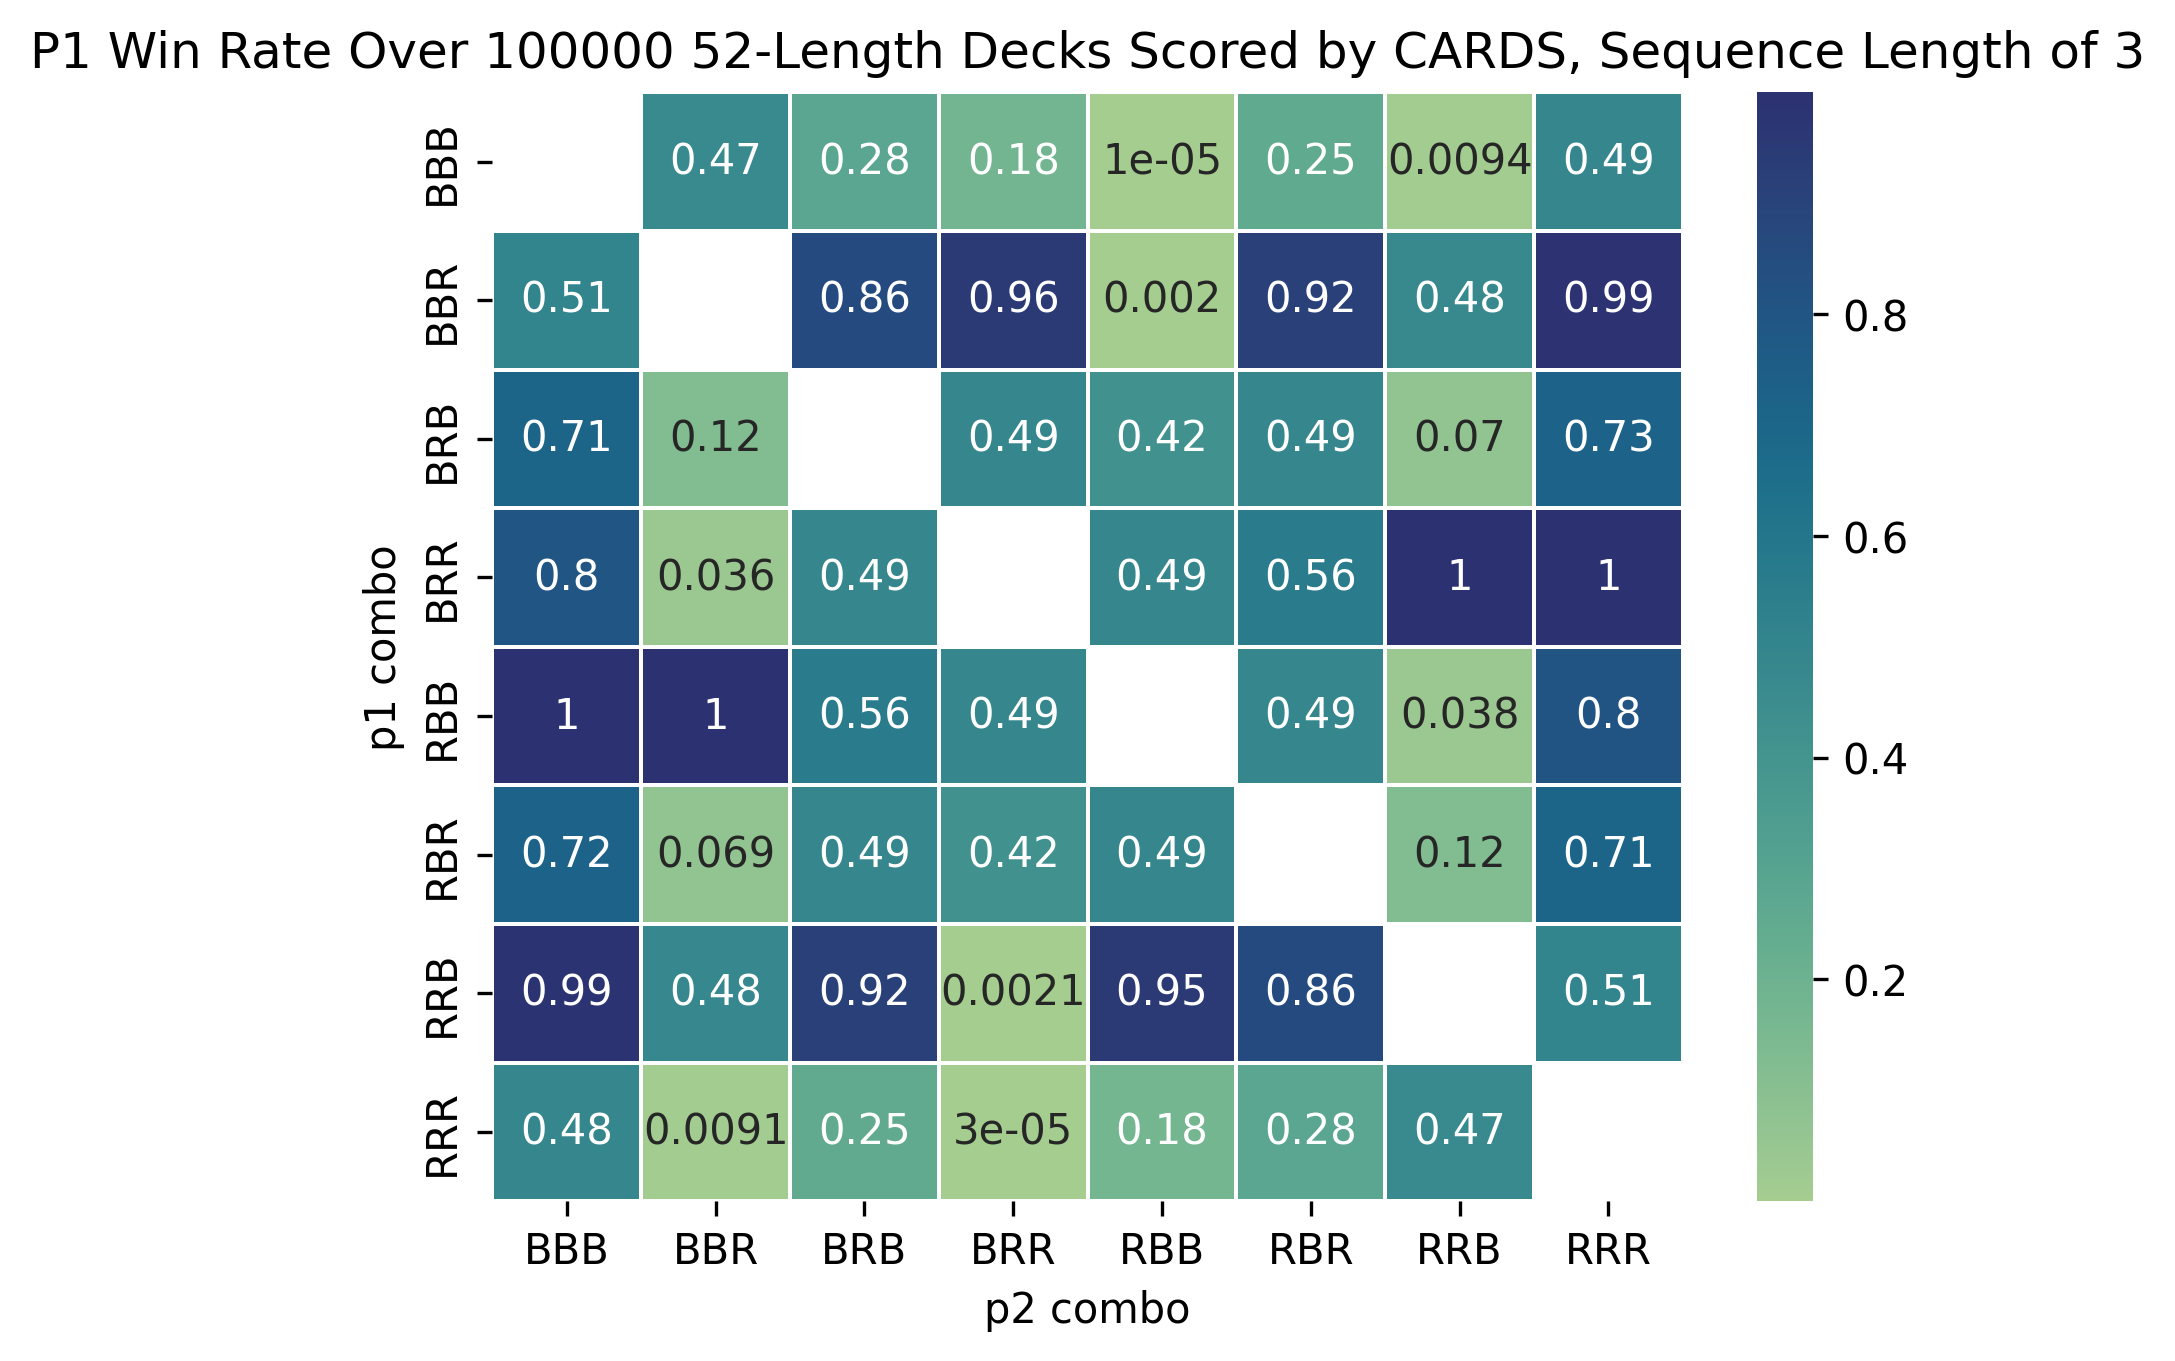 P1 Win Rate Over 100000 52-Length Decks Scored by CARDS, Sequence Length of 3
BBB 0.47 0.28 0.18 1e-05 0.25 0.0094 0.49
BBR 0.51 0.86 0.96 0.002 0.92 0.48 0.99
BRB 0.71 0.12 0.49 0.42 0.49 0.07 0.73
BRR 0.8 0.036 0.49 0.49 0.56 1 1
RBB 1 1 0.56 0.49 0.49 0.038 0.8
RBR 0.72 0.069 0.49 0.42 0.49 0.12 0.71
RRB 0.99 0.48 0.92 0.0021 0.95 0.86 0.51
RRR 0.48 0.0091 0.25 3e-05 0.18 0.28 0.47
p1 combo
BBB BBR BRB BRR RBB RBR RRB RRR
p2 combo
0.8
0.6
0.4
0.2